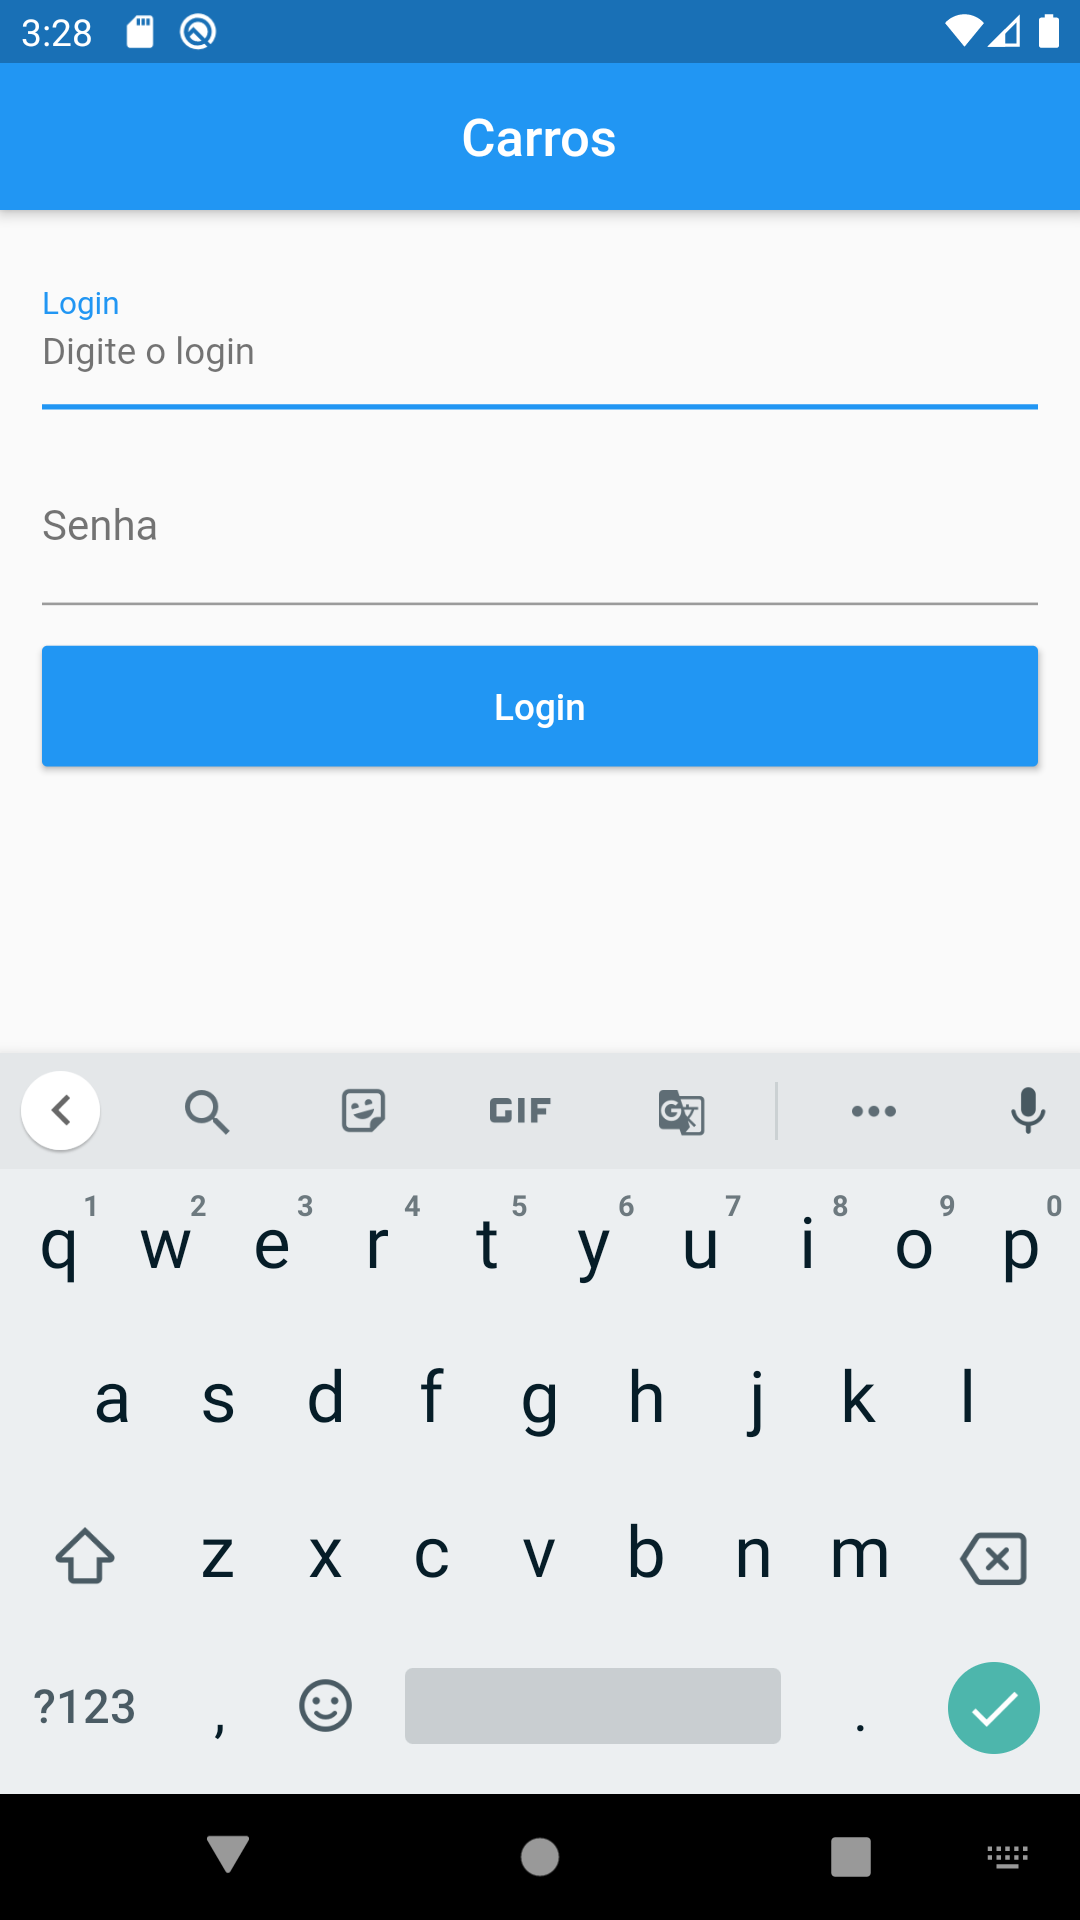 3:28
Carros
Login
Digite o login
Senha
Login
GIF
G
1 2 3 4 5 6 7 8 9 0
q w e r t y u i o p
a s d f g h j k l
z x c v b n m
?123 , .